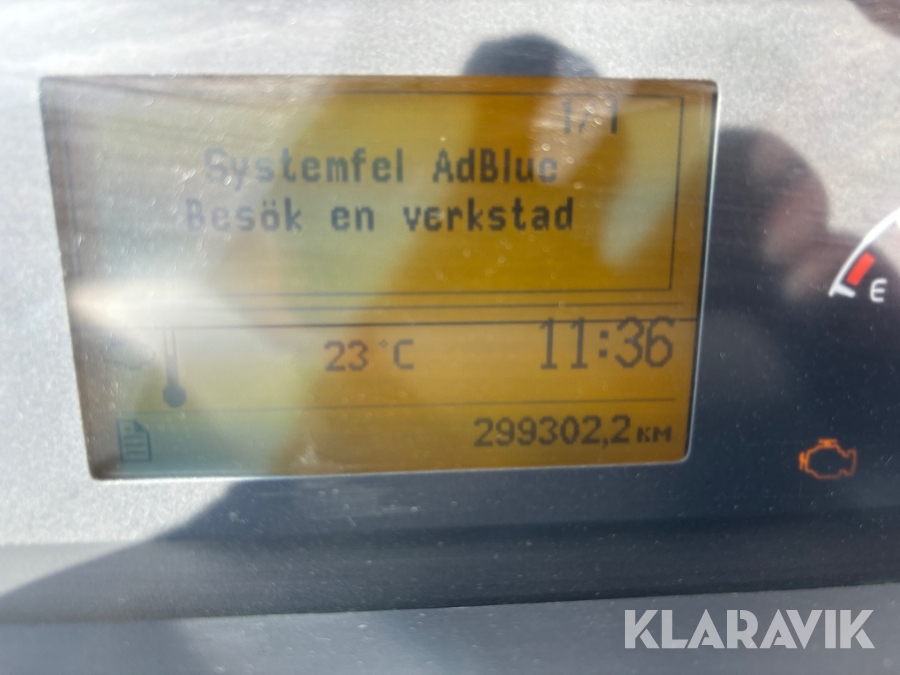 1/1
Systemfel AdBlue
Besök en verkstad
23°C
11:36
299302,2 KM
E
KLARAVIK